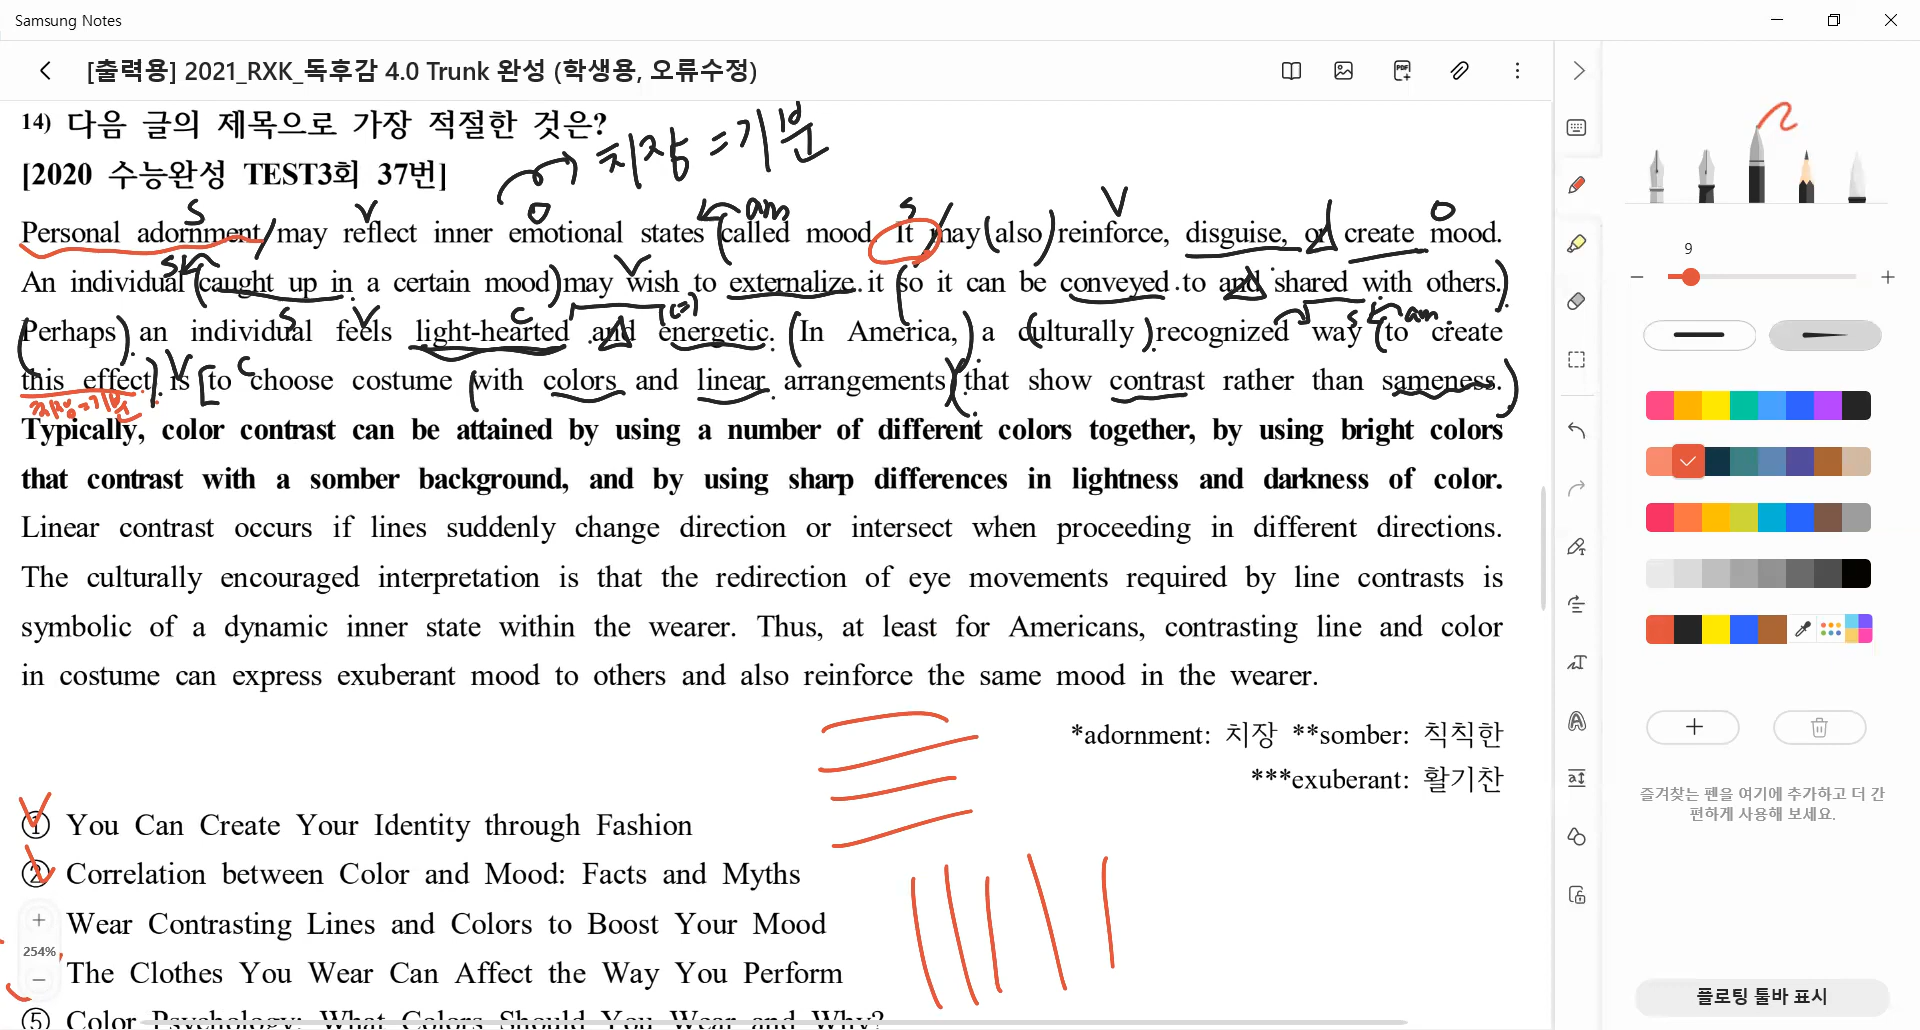 Samsung Notes
[출력용] 2021_RXK_독후감 4.0 Trunk 완성 (학생용, 오류수정)
14) 다음 글의 제목으로 가장 적절한 것은?
치장 = 기분
[2020 수능완성 TEST3회 37번]
S V O am S V O
Personal adornment may reflect inner emotional states called mood. It may also reinforce, disguise, or create mood.
S V
An individual caught up in a certain mood may wish to externalize it so it can be conveyed to and shared with others.
S V C (C) S am
Perhaps an individual feels light-hearted and energetic. In America, a culturally recognized way to create
V C
this effect is to choose costume with colors and linear arrangements that show contrast rather than sameness.
치장=기분
Typically, color contrast can be attained by using a number of different colors together, by using bright colors
that contrast with a somber background, and by using sharp differences in lightness and darkness of color.
Linear contrast occurs if lines suddenly change direction or intersect when proceeding in different directions.
The culturally encouraged interpretation is that the redirection of eye movements required by line contrasts is
symbolic of a dynamic inner state within the wearer. Thus, at least for Americans, contrasting line and color
in costume can express exuberant mood to others and also reinforce the same mood in the wearer.
*adornment: 치장 **somber: 칙칙한
***exuberant: 활기찬
① You Can Create Your Identity through Fashion
② Correlation between Color and Mood: Facts and Myths
Wear Contrasting Lines and Colors to Boost Your Mood
The Clothes You Wear Can Affect the Way You Perform
⑤ Color Psychology: What Colors Should You Wear and Why?
254%
9
즐겨찾는 펜을 여기에 추가하고 더 간
편하게 사용해 보세요.
플로팅 툴바 표시